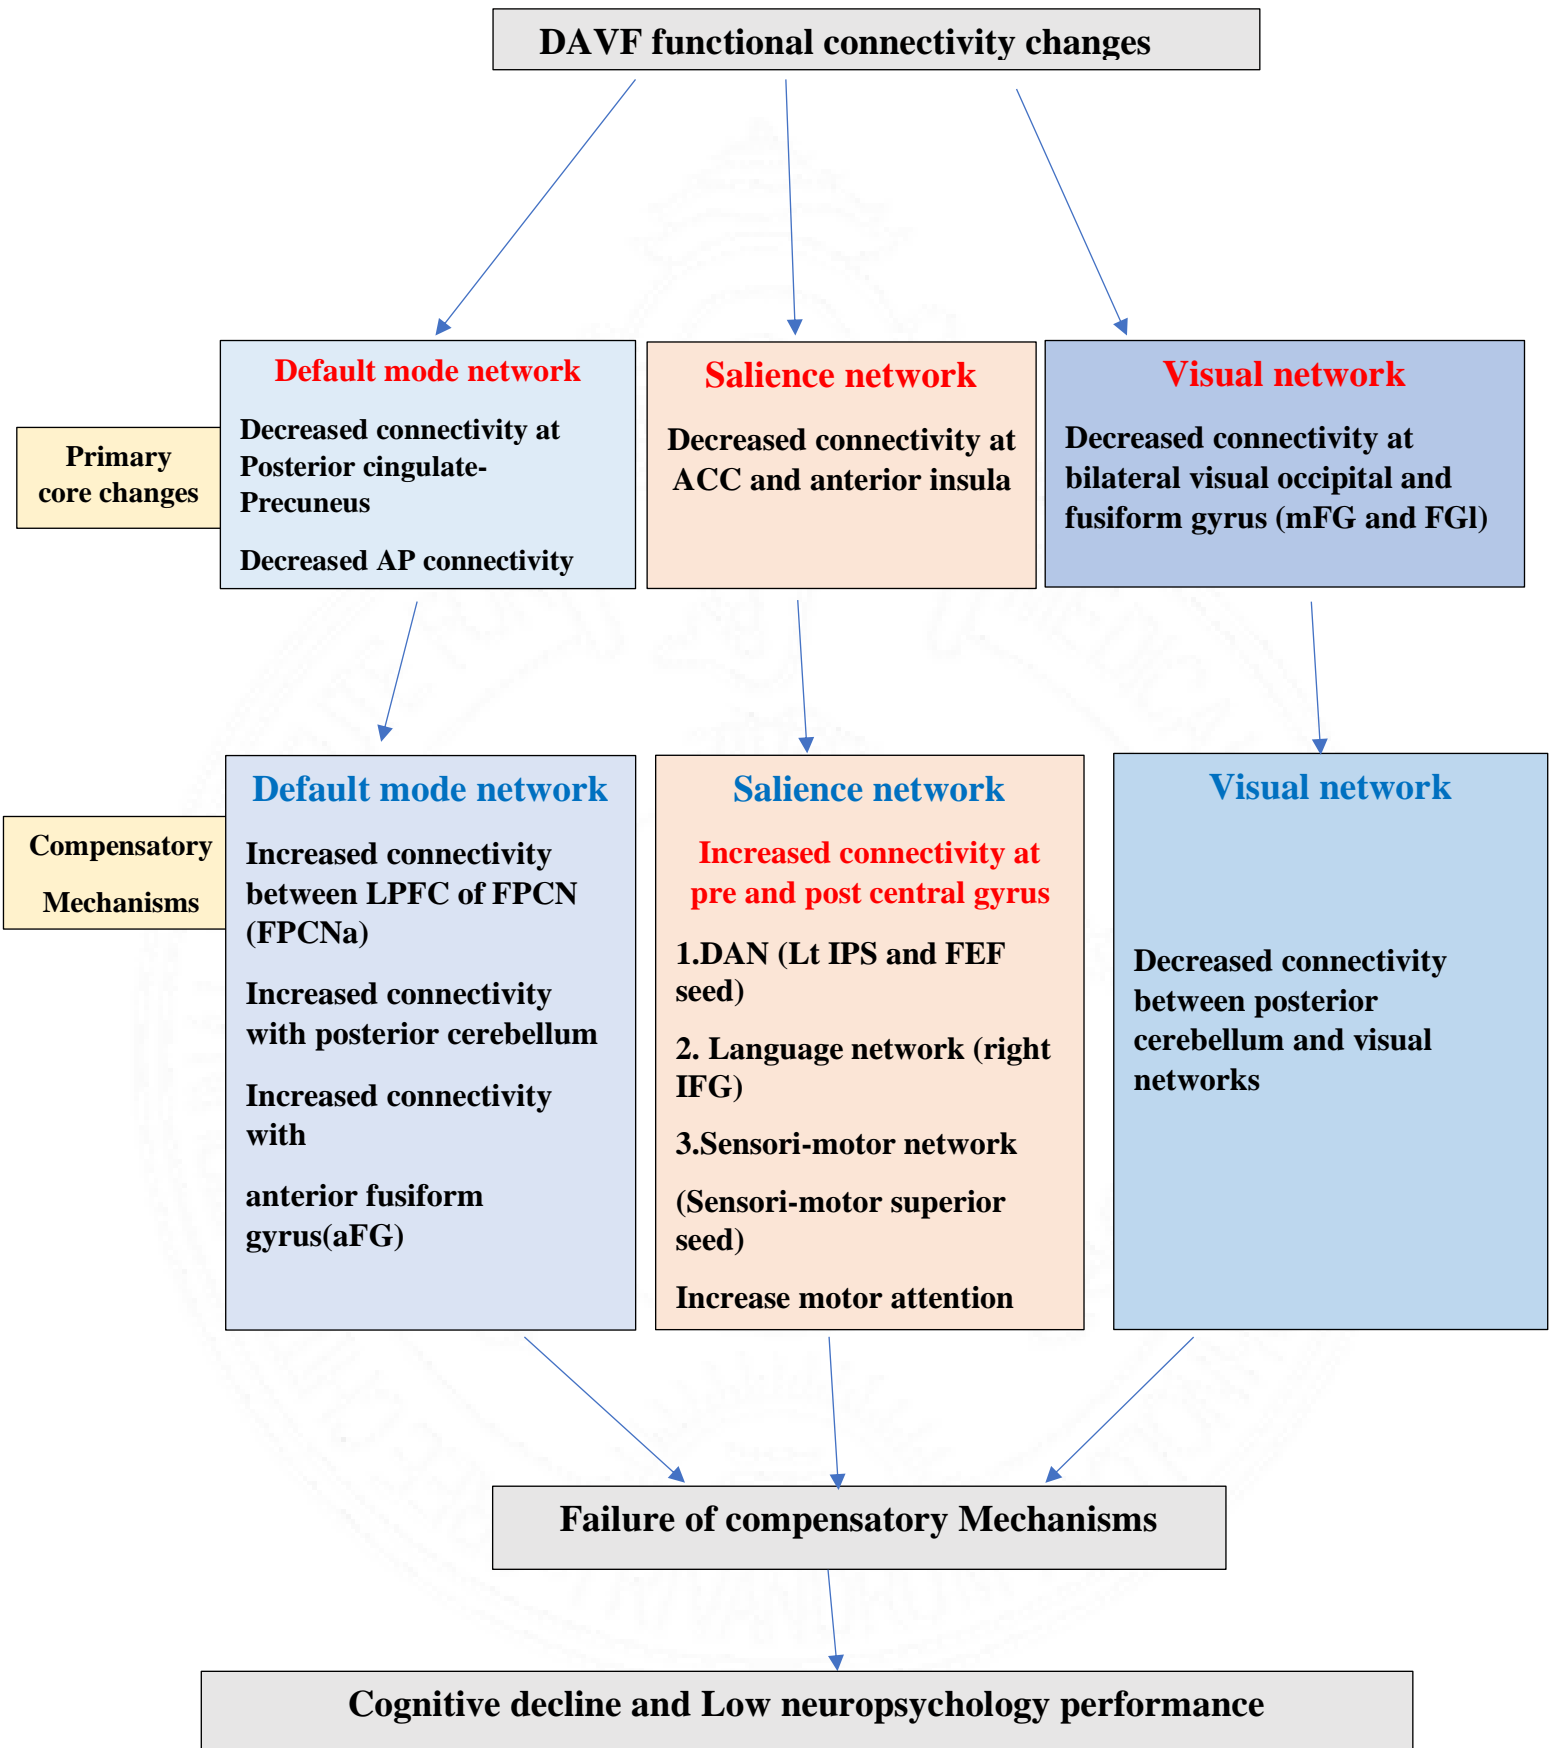 DAVF functional connectivity changes
Default mode network
Decreased connectivity at
Posterior cingulate-
Precuneus
Decreased AP connectivity
Salience network
Decreased connectivity at
ACC and anterior insula
Visual network
Decreased connectivity at
bilateral visual occipital and
fusiform gyrus (mFG and FGl)
Primary
core changes
Default mode network
Increased connectivity
between LPFC of FPCN
(FPCNa)
Increased connectivity
with posterior cerebellum
Increased connectivity
with
anterior fusiform
gyrus(aFG)
Salience network
Increased connectivity at
pre and post central gyrus
1.DAN (Lt IPS and FEF
seed)
2. Language network (right
IFG)
3.Sensori-motor network
(Sensori-motor superior
seed)
Increase motor attention
Visual network
Decreased connectivity
between posterior
cerebellum and visual
networks
Compensatory
Mechanisms
Failure of compensatory Mechanisms
Cognitive decline and Low neuropsychology performance